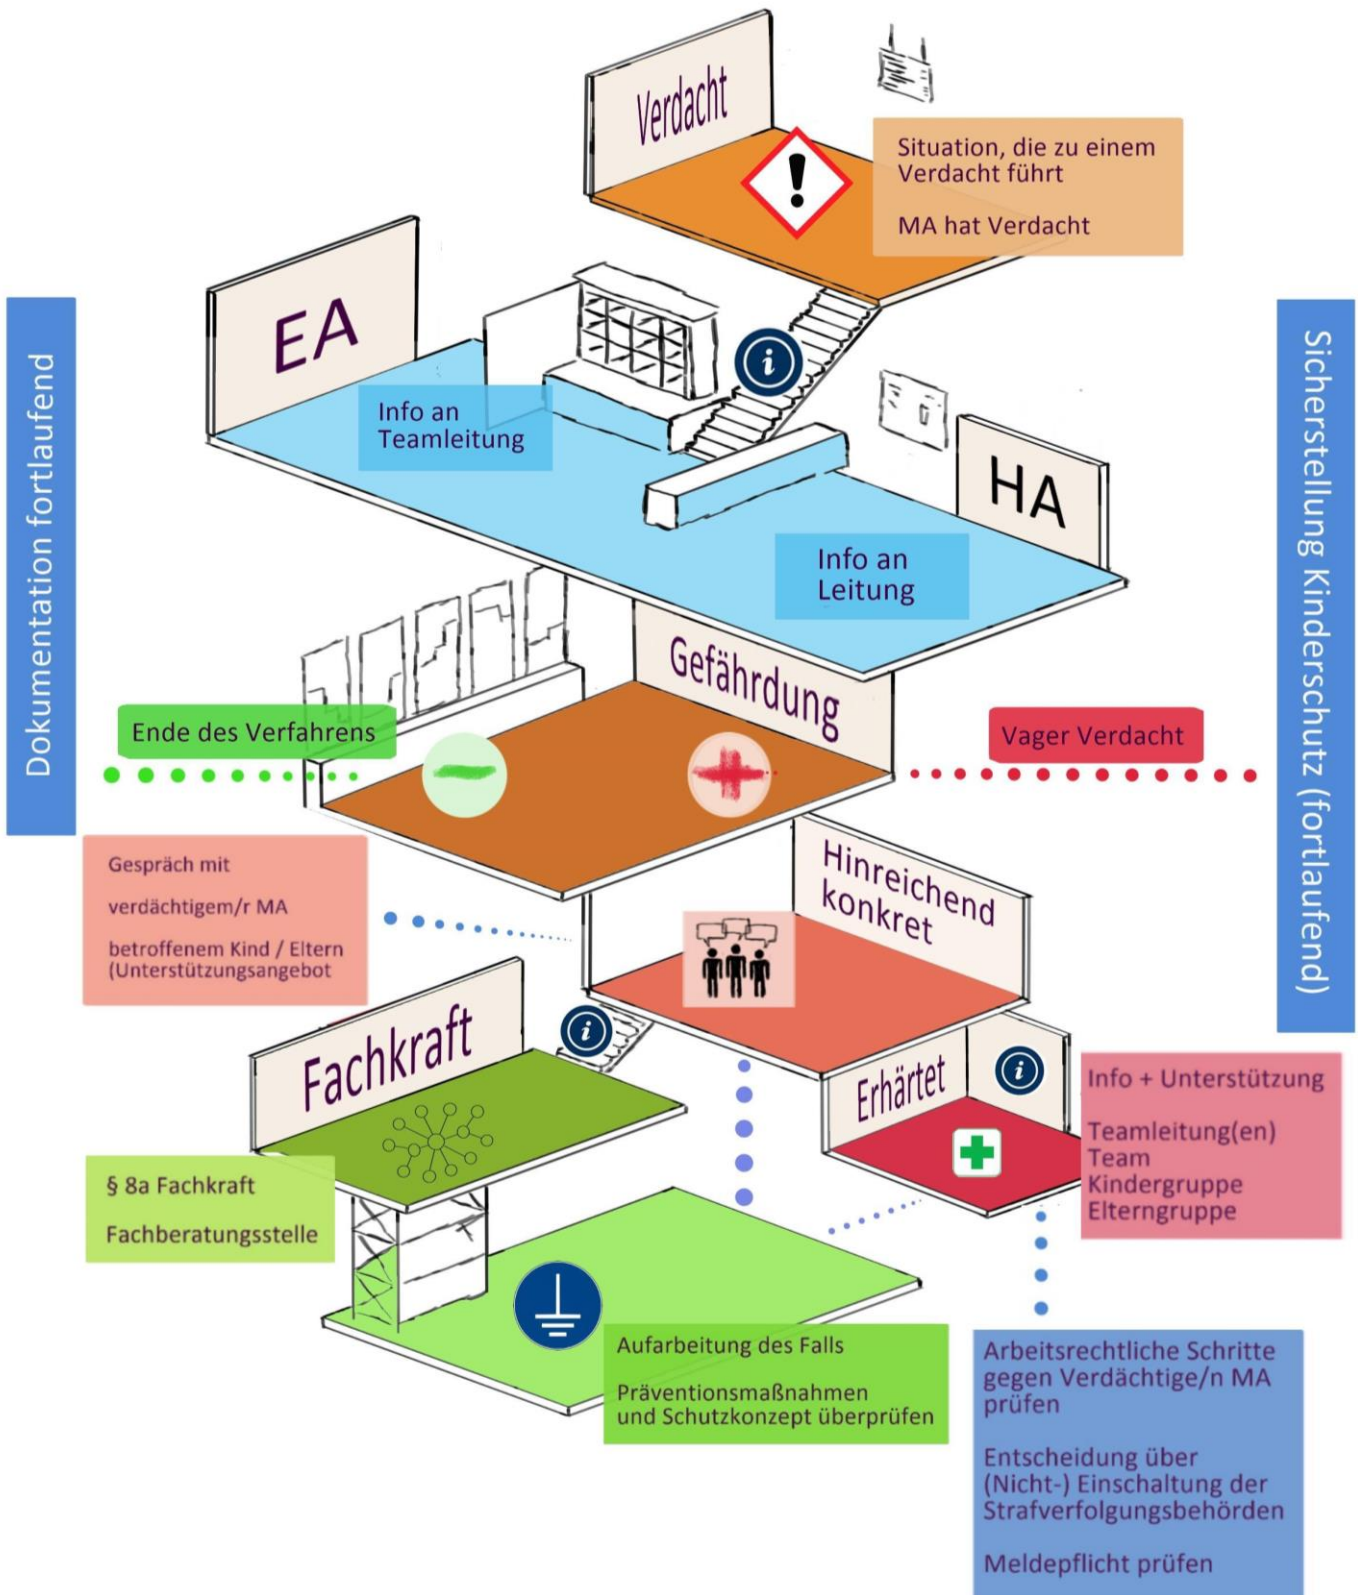 Verdacht
Situation, die zu einem
Verdacht führt
MA hat Verdacht
EA
Info an
Teamleitung
HA
Info an
Leitung
Dokumentation fortlaufend
Sicherstellung Kinderschutz (fortlaufend)
Gefährdung
Ende des Verfahrens
Vager Verdacht
Gespräch mit
verdächtigem/r MA
betroffenem Kind / Eltern
(Unterstützungsangebot
Hinreichend
konkret
Fachkraft
§ 8a Fachkraft
Fachberatungsstelle
Erhärtet
Info + Unterstützung
Teamleitung(en)
Team
Kindergruppe
Elterngruppe
Aufarbeitung des Falls
Präventionsmaßnahmen
und Schutzkonzept überprüfen
Arbeitsrechtliche Schritte
gegen Verdächtige/n MA
prüfen
Entscheidung über
(Nicht-) Einschaltung der
Strafverfolgungsbehörden
Meldepflicht prüfen